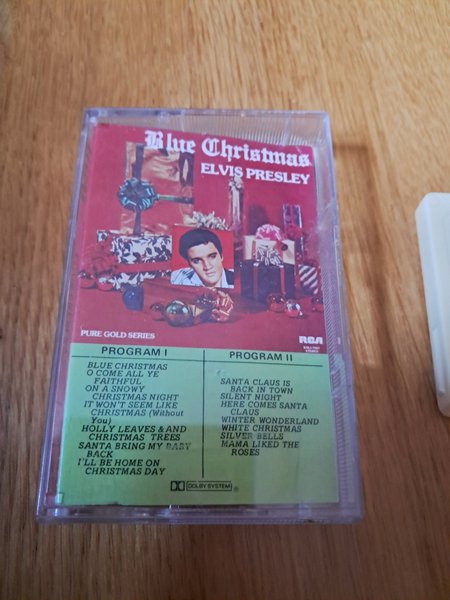 Blue Christmas
ELVIS PRESLEY
PURE GOLD SERIES
RCA
STEREO
PROGRAM I
BLUE CHRISTMAS
O COME ALL YE
FAITHFUL
ON A SNOWY
CHRISTMAS NIGHT
IT WON'T SEEM LIKE
CHRISTMAS (Without
You)
HOLLY LEAVES & AND
CHRISTMAS TREES
SANTA BRING MY BABY
BACK
I'LL BE HOME ON
CHRISTMAS DAY
PROGRAM II
SANTA CLAUS IS
BACK IN TOWN
SILENT NIGHT
HERE COMES SANTA
CLAUS
WINTER WONDERLAND
WHITE CHRISTMAS
SILVER BELLS
MAMA LIKED THE
ROSES
DOLBY SYSTEM